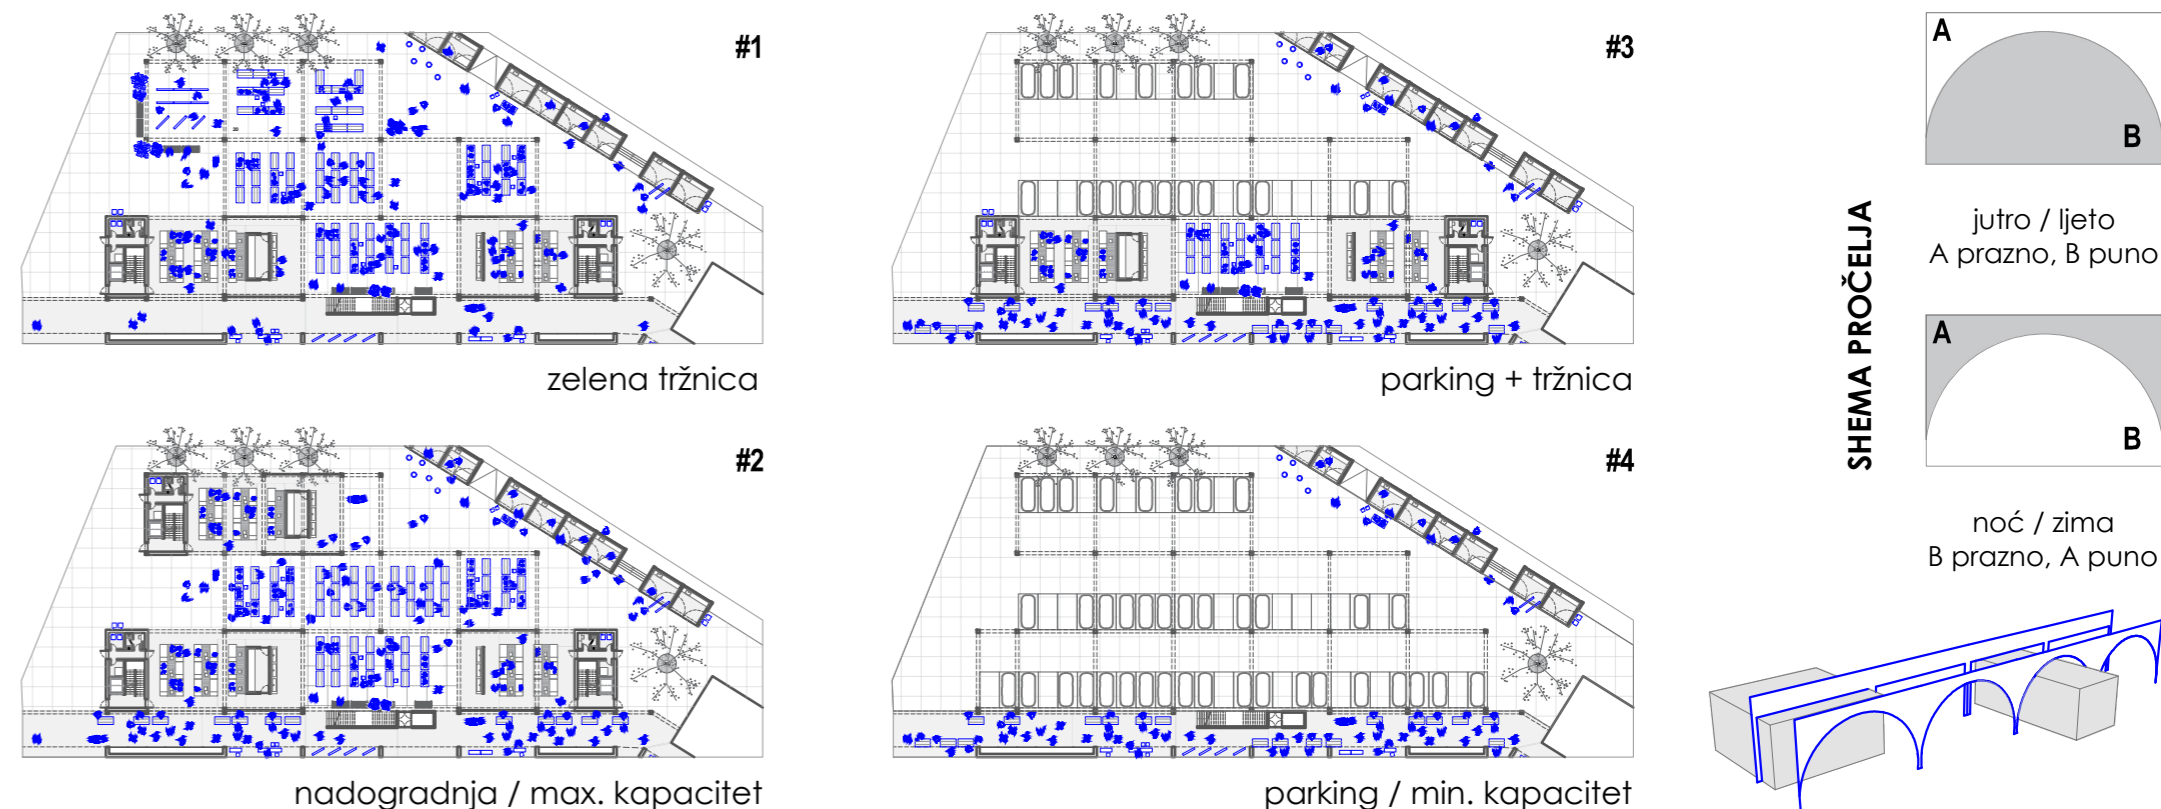 #1
zelena tržnica
#2
nadogradnja / max. kapacitet
#3
parking + tržnica
#4
parking / min. kapacitet
SHEMA PROČELJA
A
B
jutro / ljeto
A prazno, B puno
A
B
noć / zima
B prazno, A puno